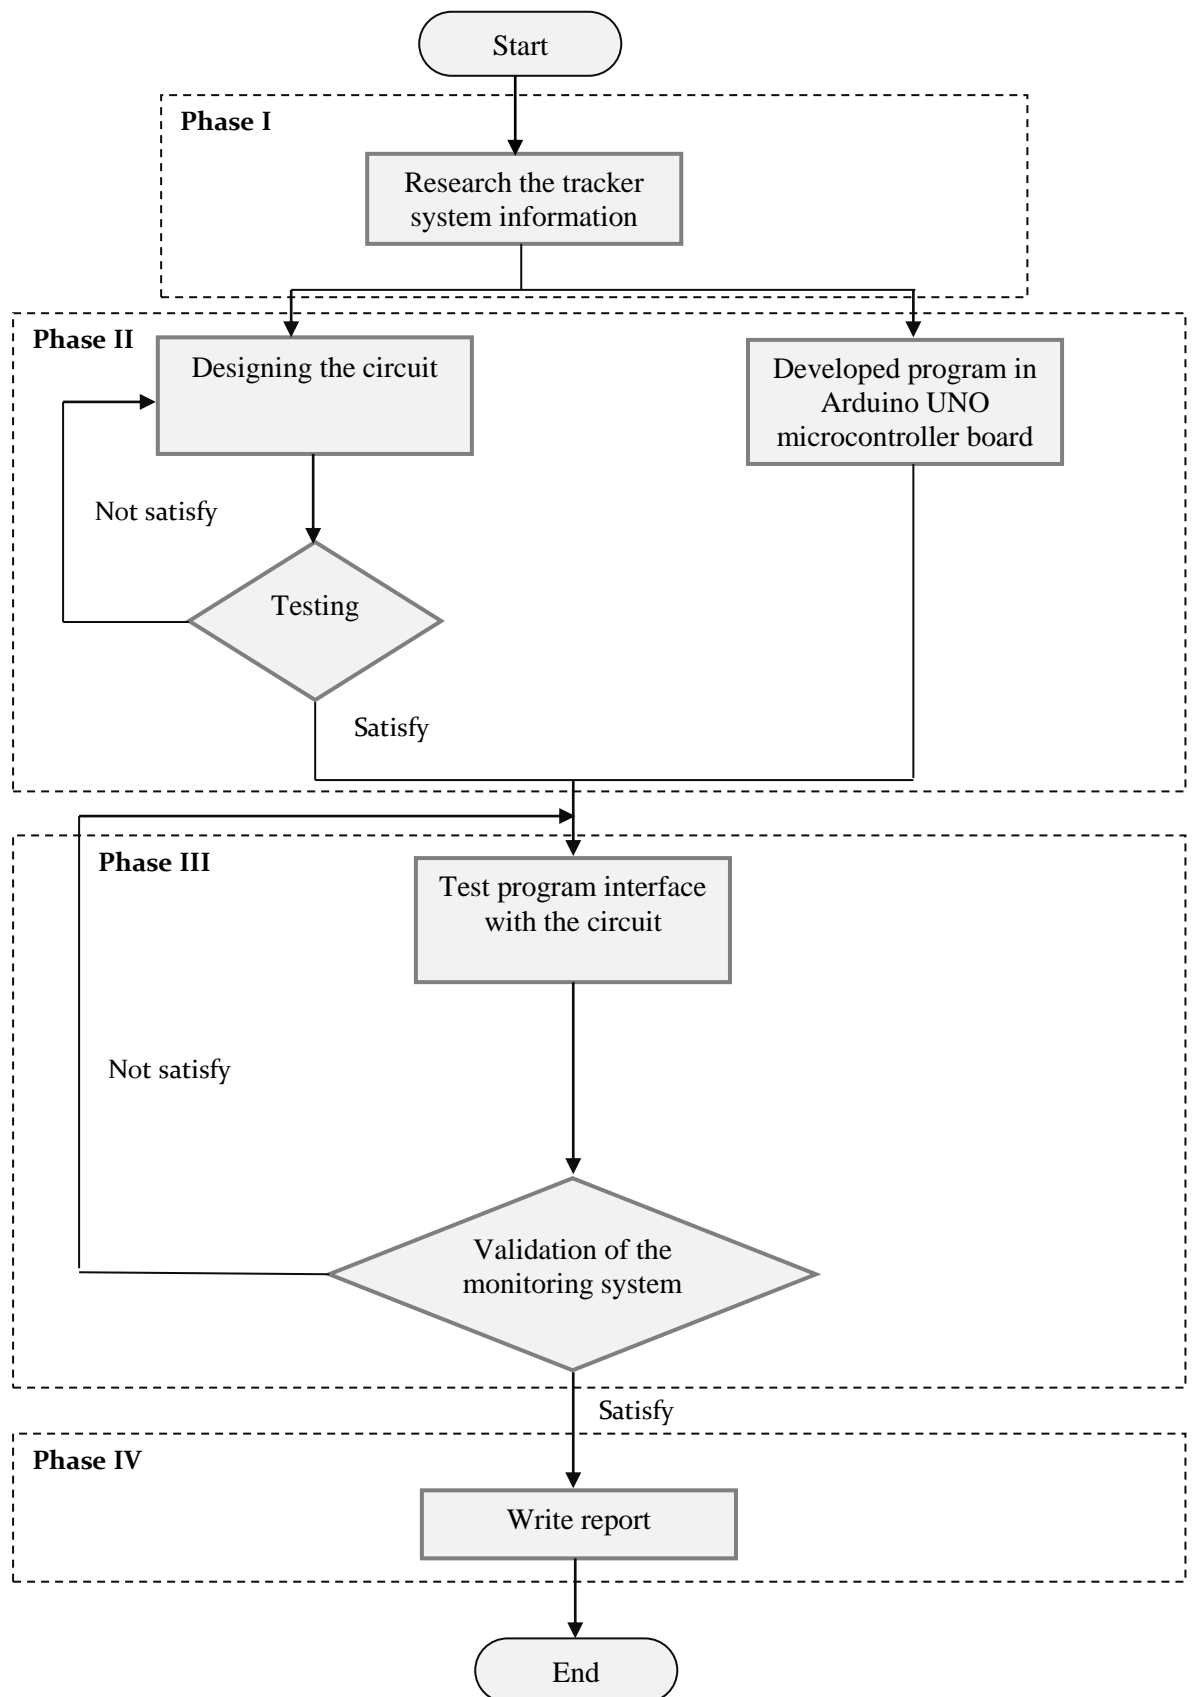 Start
Phase I
Research the tracker
system information
Phase II
Designing the circuit
Developed program in
Arduino UNO
microcontroller board
Not satisfy
Testing
Satisfy
Phase III
Test program interface
with the circuit
Not satisfy
Validation of the
monitoring system
Satisfy
Phase IV
Write report
End